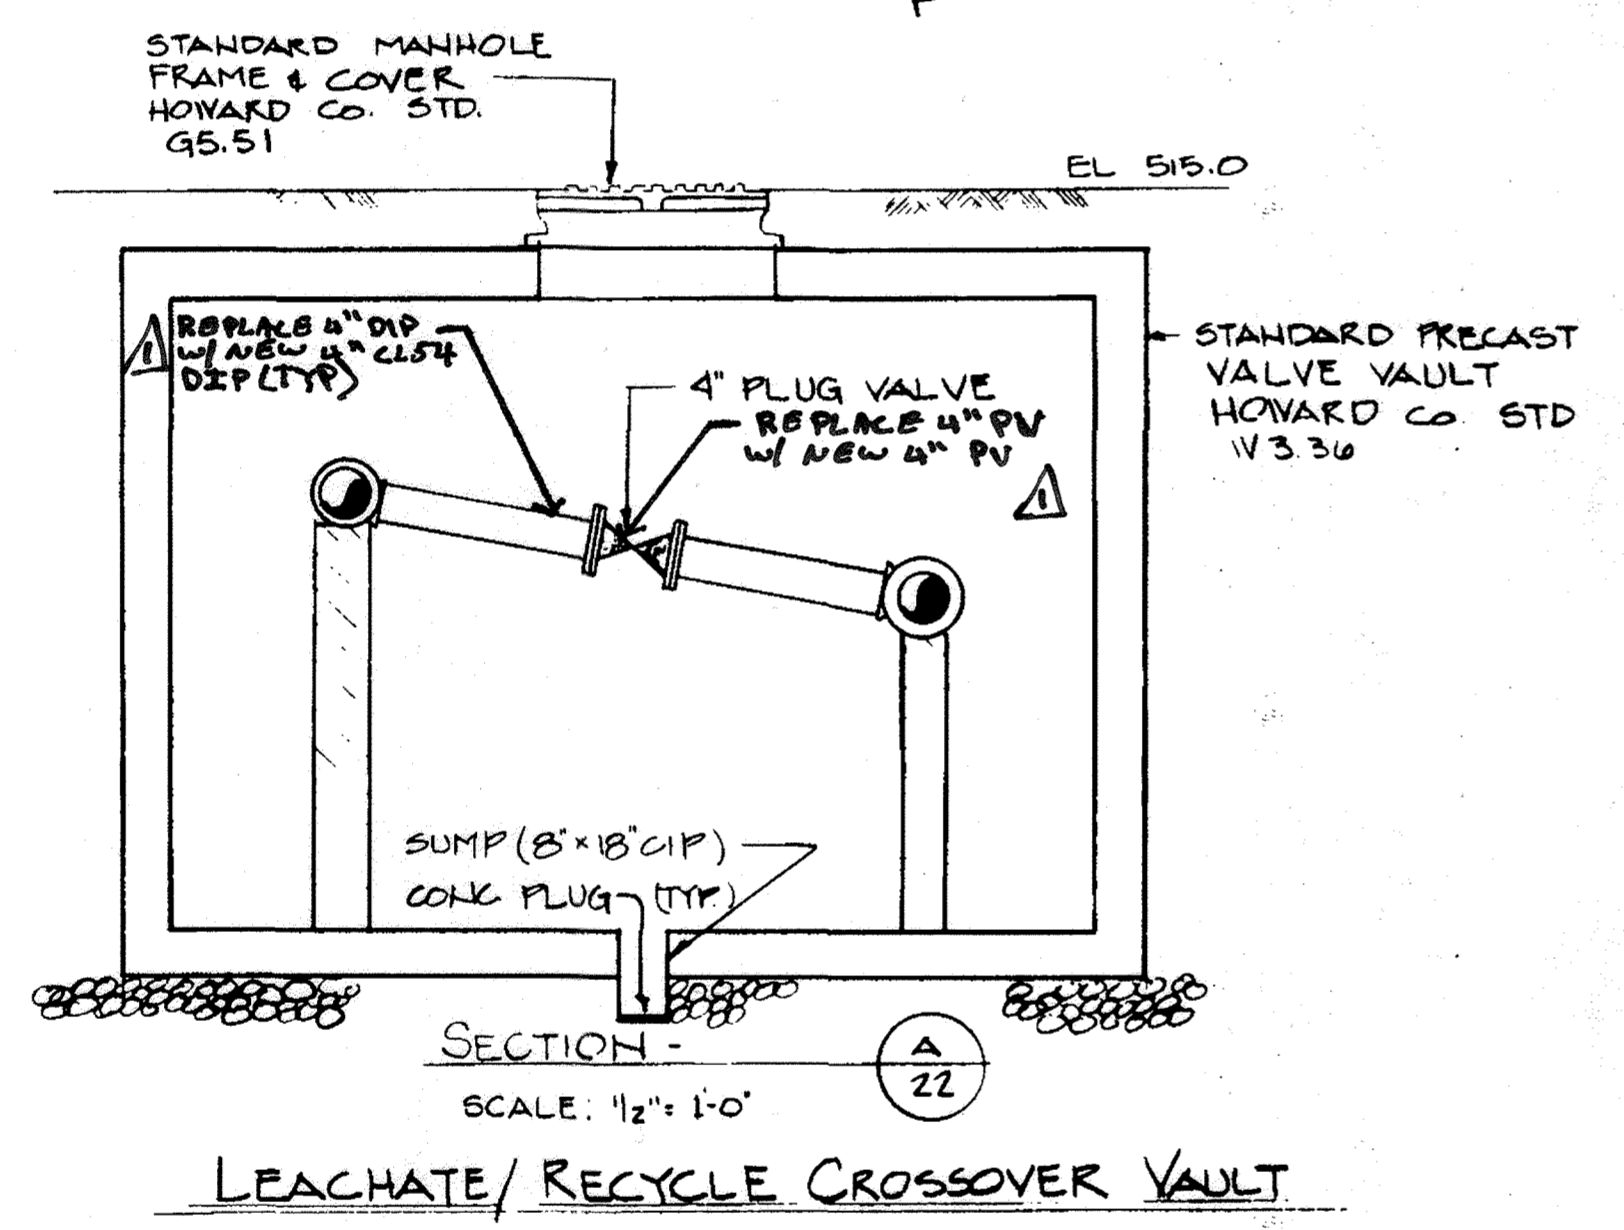 STANDARD MANHOLE
FRAME & COVER
HOWARD CO. STD.
G5.51
EL 515.0
1
REPLACE 4" DIP
W/ NEW 4" CL54
DIP (TYP)
4" PLUG VALVE
REPLACE 4" PV
W/ NEW 4" PV
1
STANDARD PRECAST
VALVE VAULT
HOWARD CO. STD
W 3.36
SUMP (8"x18" CIP)
CONC PLUG (TYP.)
SECTION -
A
22
SCALE: 1/2" = 1'-0"
LEACHATE/ RECYCLE CROSSOVER VAULT